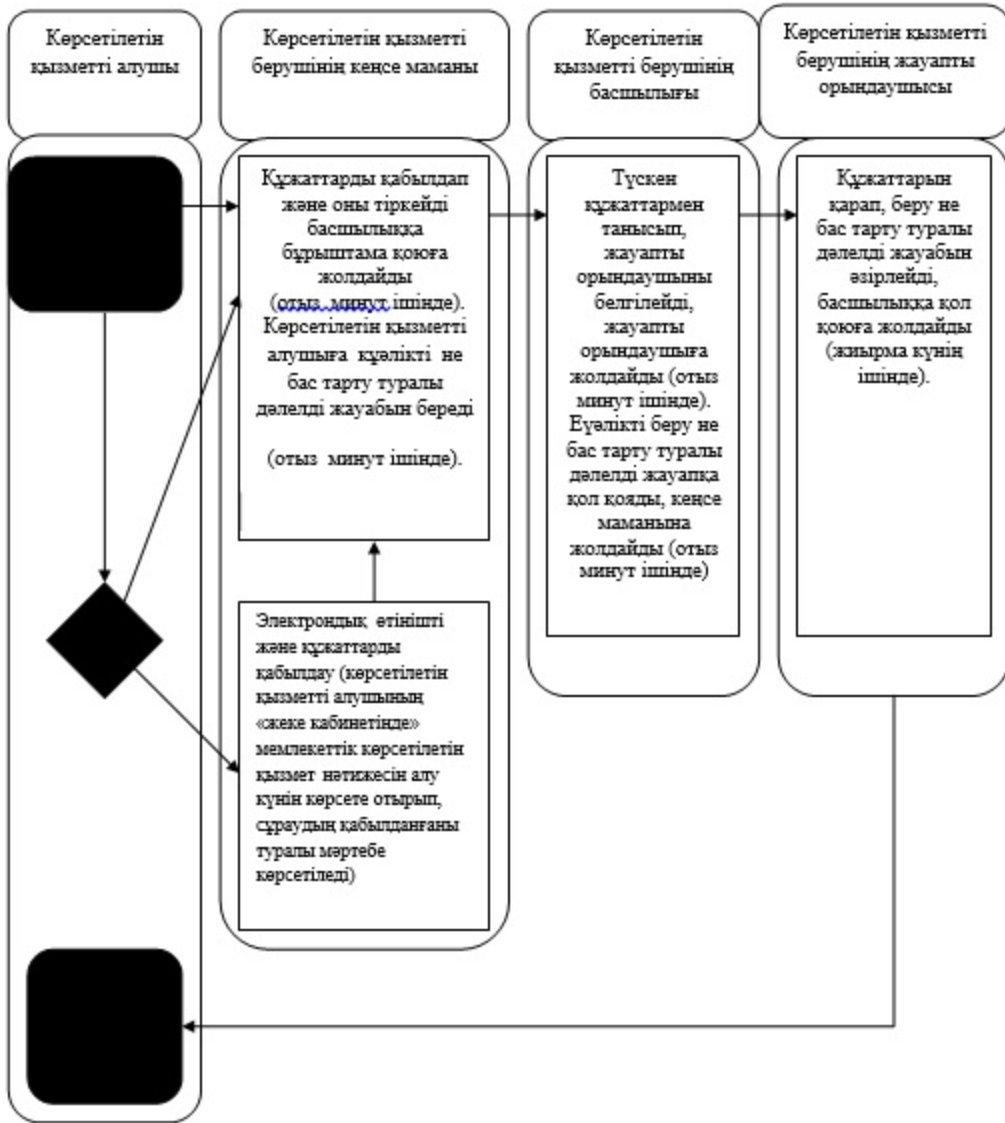 Көрсетілетін
қызметті алушы
Көрсетілетін қызметті
берушінің кеңсе маманы
Көрсетілетін
қызметті берушінің
басшылығы
Көрсетілетін қызметті
берушінің жауапты
орындаушысы
Құжаттарды қабылдап
және оны тіркейді
басшылыққа
бұрыштама қоюға
жолдайды
(отыз минут ішінде).
Көрсетілетін қызметті
алушыға куәлікті не
бас тарту туралы
дәлелді жауабын береді
(отыз минут ішінде).
Түскен
құжаттармен
танысып,
жауапты
орындаушыны
белгілейді,
жауапты
орындаушыға
жолдайды (отыз
минут ішінде).
Еуәлікті беру не
бас тарту туралы
дәлелді жауапқа
қол қояды, кеңсе
маманына
жолдайды (отыз
минут ішінде)
Құжаттарын
қарап, беру не
бас тарту туралы
дәлелді жауабын
әзірлейді,
басшылыққа қол
қоюға жолдайды
(жиырма күнің
ішінде).
Электрондық өтінішті
және құжаттарды
қабылдау (көрсетілетін
қызметті алушының
«жеке кабинетінде»
мемлекеттік көрсетілетін
қызмет нәтижесін алу
күнін көрсете отырып,
сұраудың қабылданғаны
туралы мәртебе
көрсетіледі)